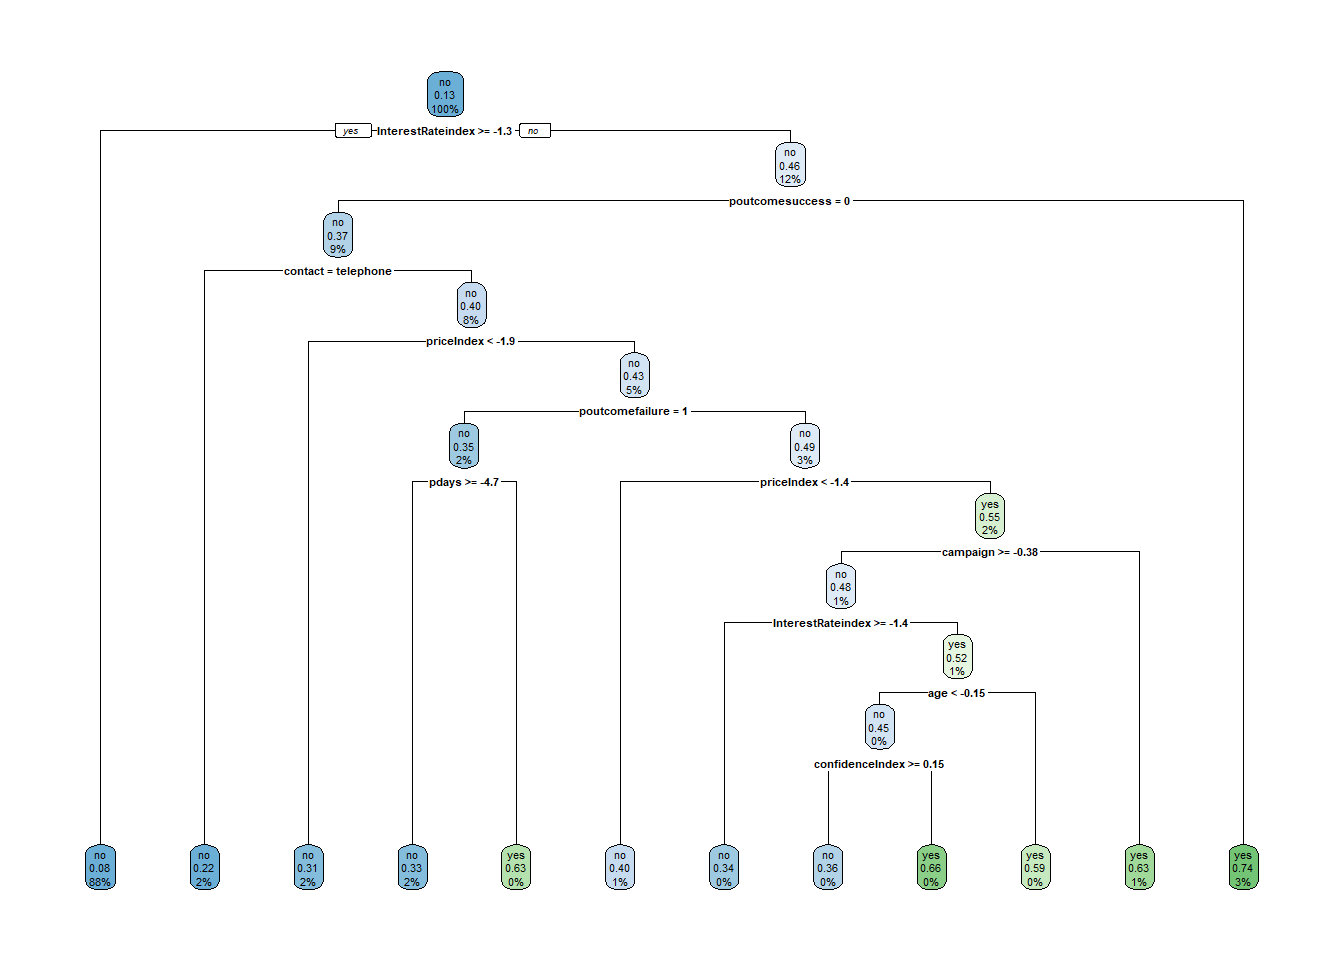 no
0.13
100%
yes InterestRateindex >= -1.3 no
no
0.46
12%
poutcomesuccess = 0
no
0.37
9%
contact = telephone
no
0.40
8%
priceIndex < -1.9
no
0.43
5%
poutcomefailure = 1
no
0.35
2%
no
0.49
3%
pdays >= -4.7
priceIndex < -1.4
yes
0.55
2%
campaign >= -0.38
no
0.48
1%
InterestRateindex >= -1.4
yes
0.52
1%
age < -0.15
no
0.45
0%
confidenceIndex >= 0.15
no
0.08
88%
no
0.22
2%
no
0.31
2%
no
0.33
2%
yes
0.63
0%
no
0.40
1%
no
0.34
0%
no
0.36
0%
yes
0.66
0%
yes
0.59
0%
yes
0.63
1%
yes
0.74
3%